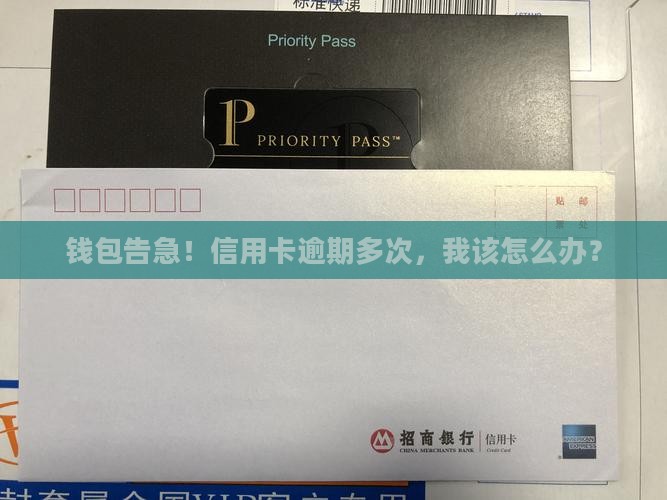 标准快递
Priority Pass
PRIORITY PASS™
贴 邮
票 处
钱包告急！信用卡逾期多次，我该怎么办？
招商银行 信用卡
CHINA MERCHANTS BANK Credit Card
AMERICAN
EXPRESS
®